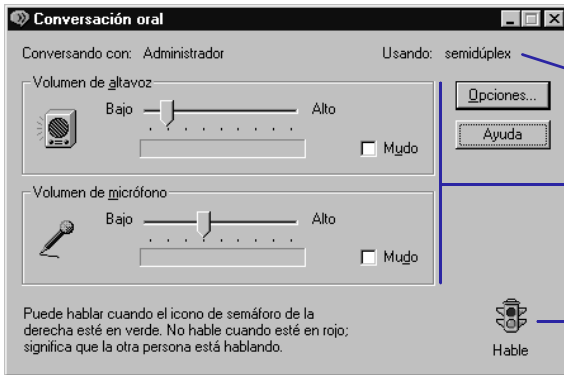 Conversación oral
Conversando con: Administrador
Usando: semidúplex
Volumen de altavoz
Bajo
Alto
Mudo
Opciones...
Ayuda
Volumen de micrófono
Bajo
Alto
Mudo
Puede hablar cuando el icono de semáforo de la
derecha esté en verde. No hable cuando esté en rojo;
significa que la otra persona está hablando.
Hable